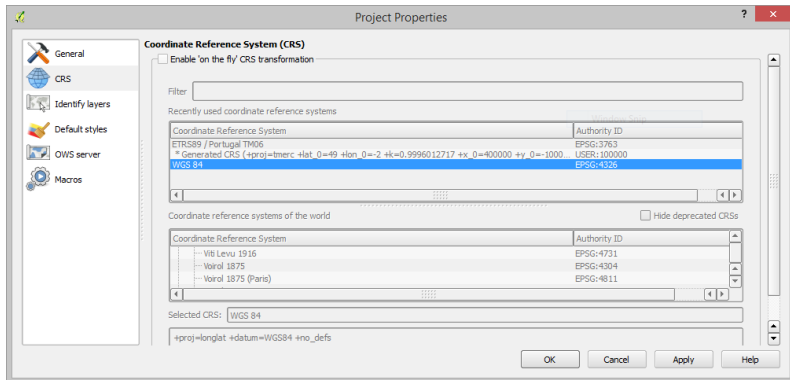 Project Properties
General
CRS
Identify layers
Default styles
OWS server
Macros
Coordinate Reference System (CRS)
Enable 'on the fly' CRS transformation
Filter
Window Snip
Recently used coordinate reference systems
Coordinate Reference System Authority ID
ETRS89 / Portugal TM06 EPSG:3763
* Generated CRS (+proj=tmerc +lat_0=49 +lon_0=-2 +k=0.9996012717 +x_0=400000 +y_0=-1000... USER:100000
WGS 84 EPSG:4326
Coordinate reference systems of the world
Hide deprecated CRSs
Coordinate Reference System Authority ID
Viti Levu 1916 EPSG:4731
Voirol 1875 EPSG:4304
Voirol 1875 (Paris) EPSG:4811
Selected CRS: WGS 84
+proj=longlat +datum=WGS84 +no_defs
OK Cancel Apply Help